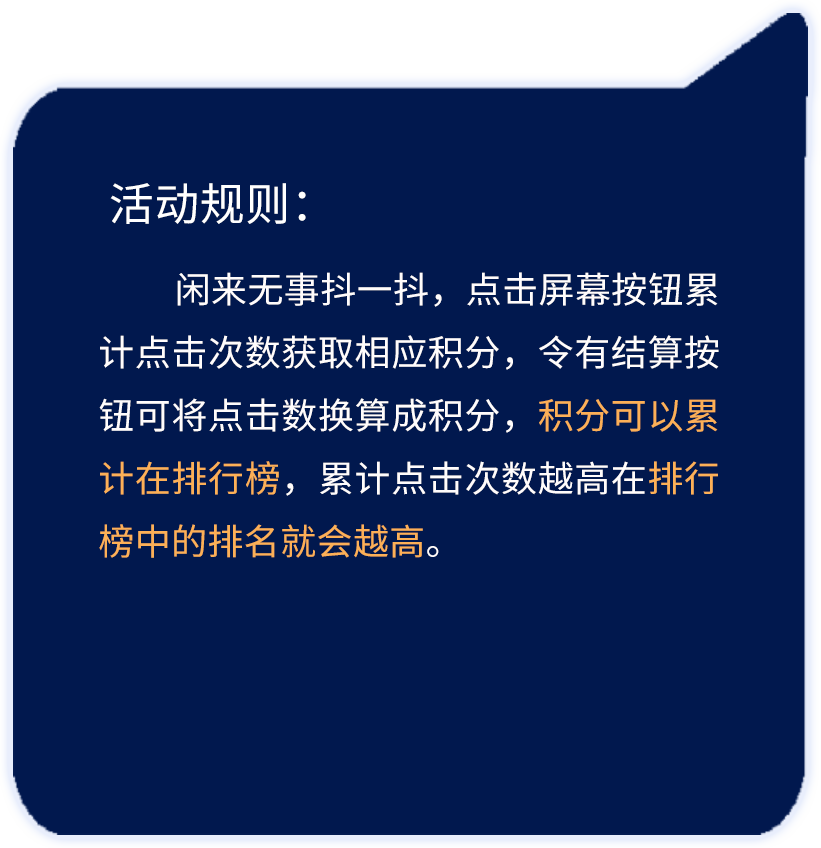 活动规则：
闲来无事抖一抖，点击屏幕按钮累
计点击次数获取相应积分，令有结算按
钮可将点击数换算成积分，积分可以累
计在排行榜，累计点击次数越高在排行
榜中的排名就会越高。